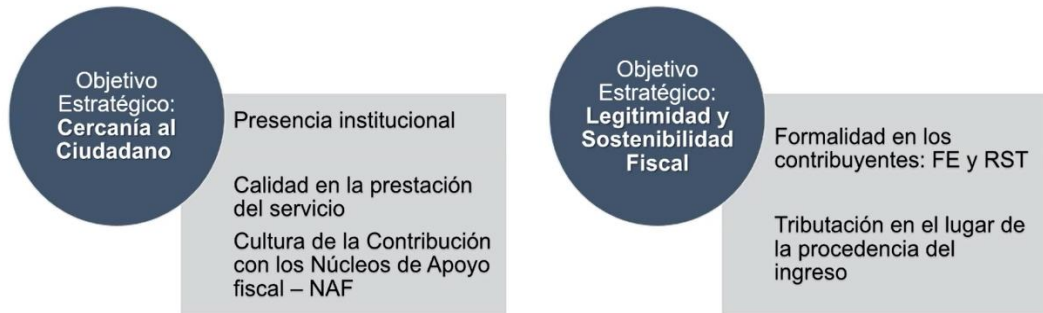 Objetivo
Estratégico:
Cercanía al
Ciudadano
Presencia institucional
Calidad en la prestación
del servicio
Cultura de la Contribución
con los Núcleos de Apoyo
fiscal – NAF
Objetivo
Estratégico:
Legitimidad y
Sostenibilidad
Fiscal
Formalidad en los
contribuyentes: FE y RST
Tributación en el lugar de
la procedencia del
ingreso